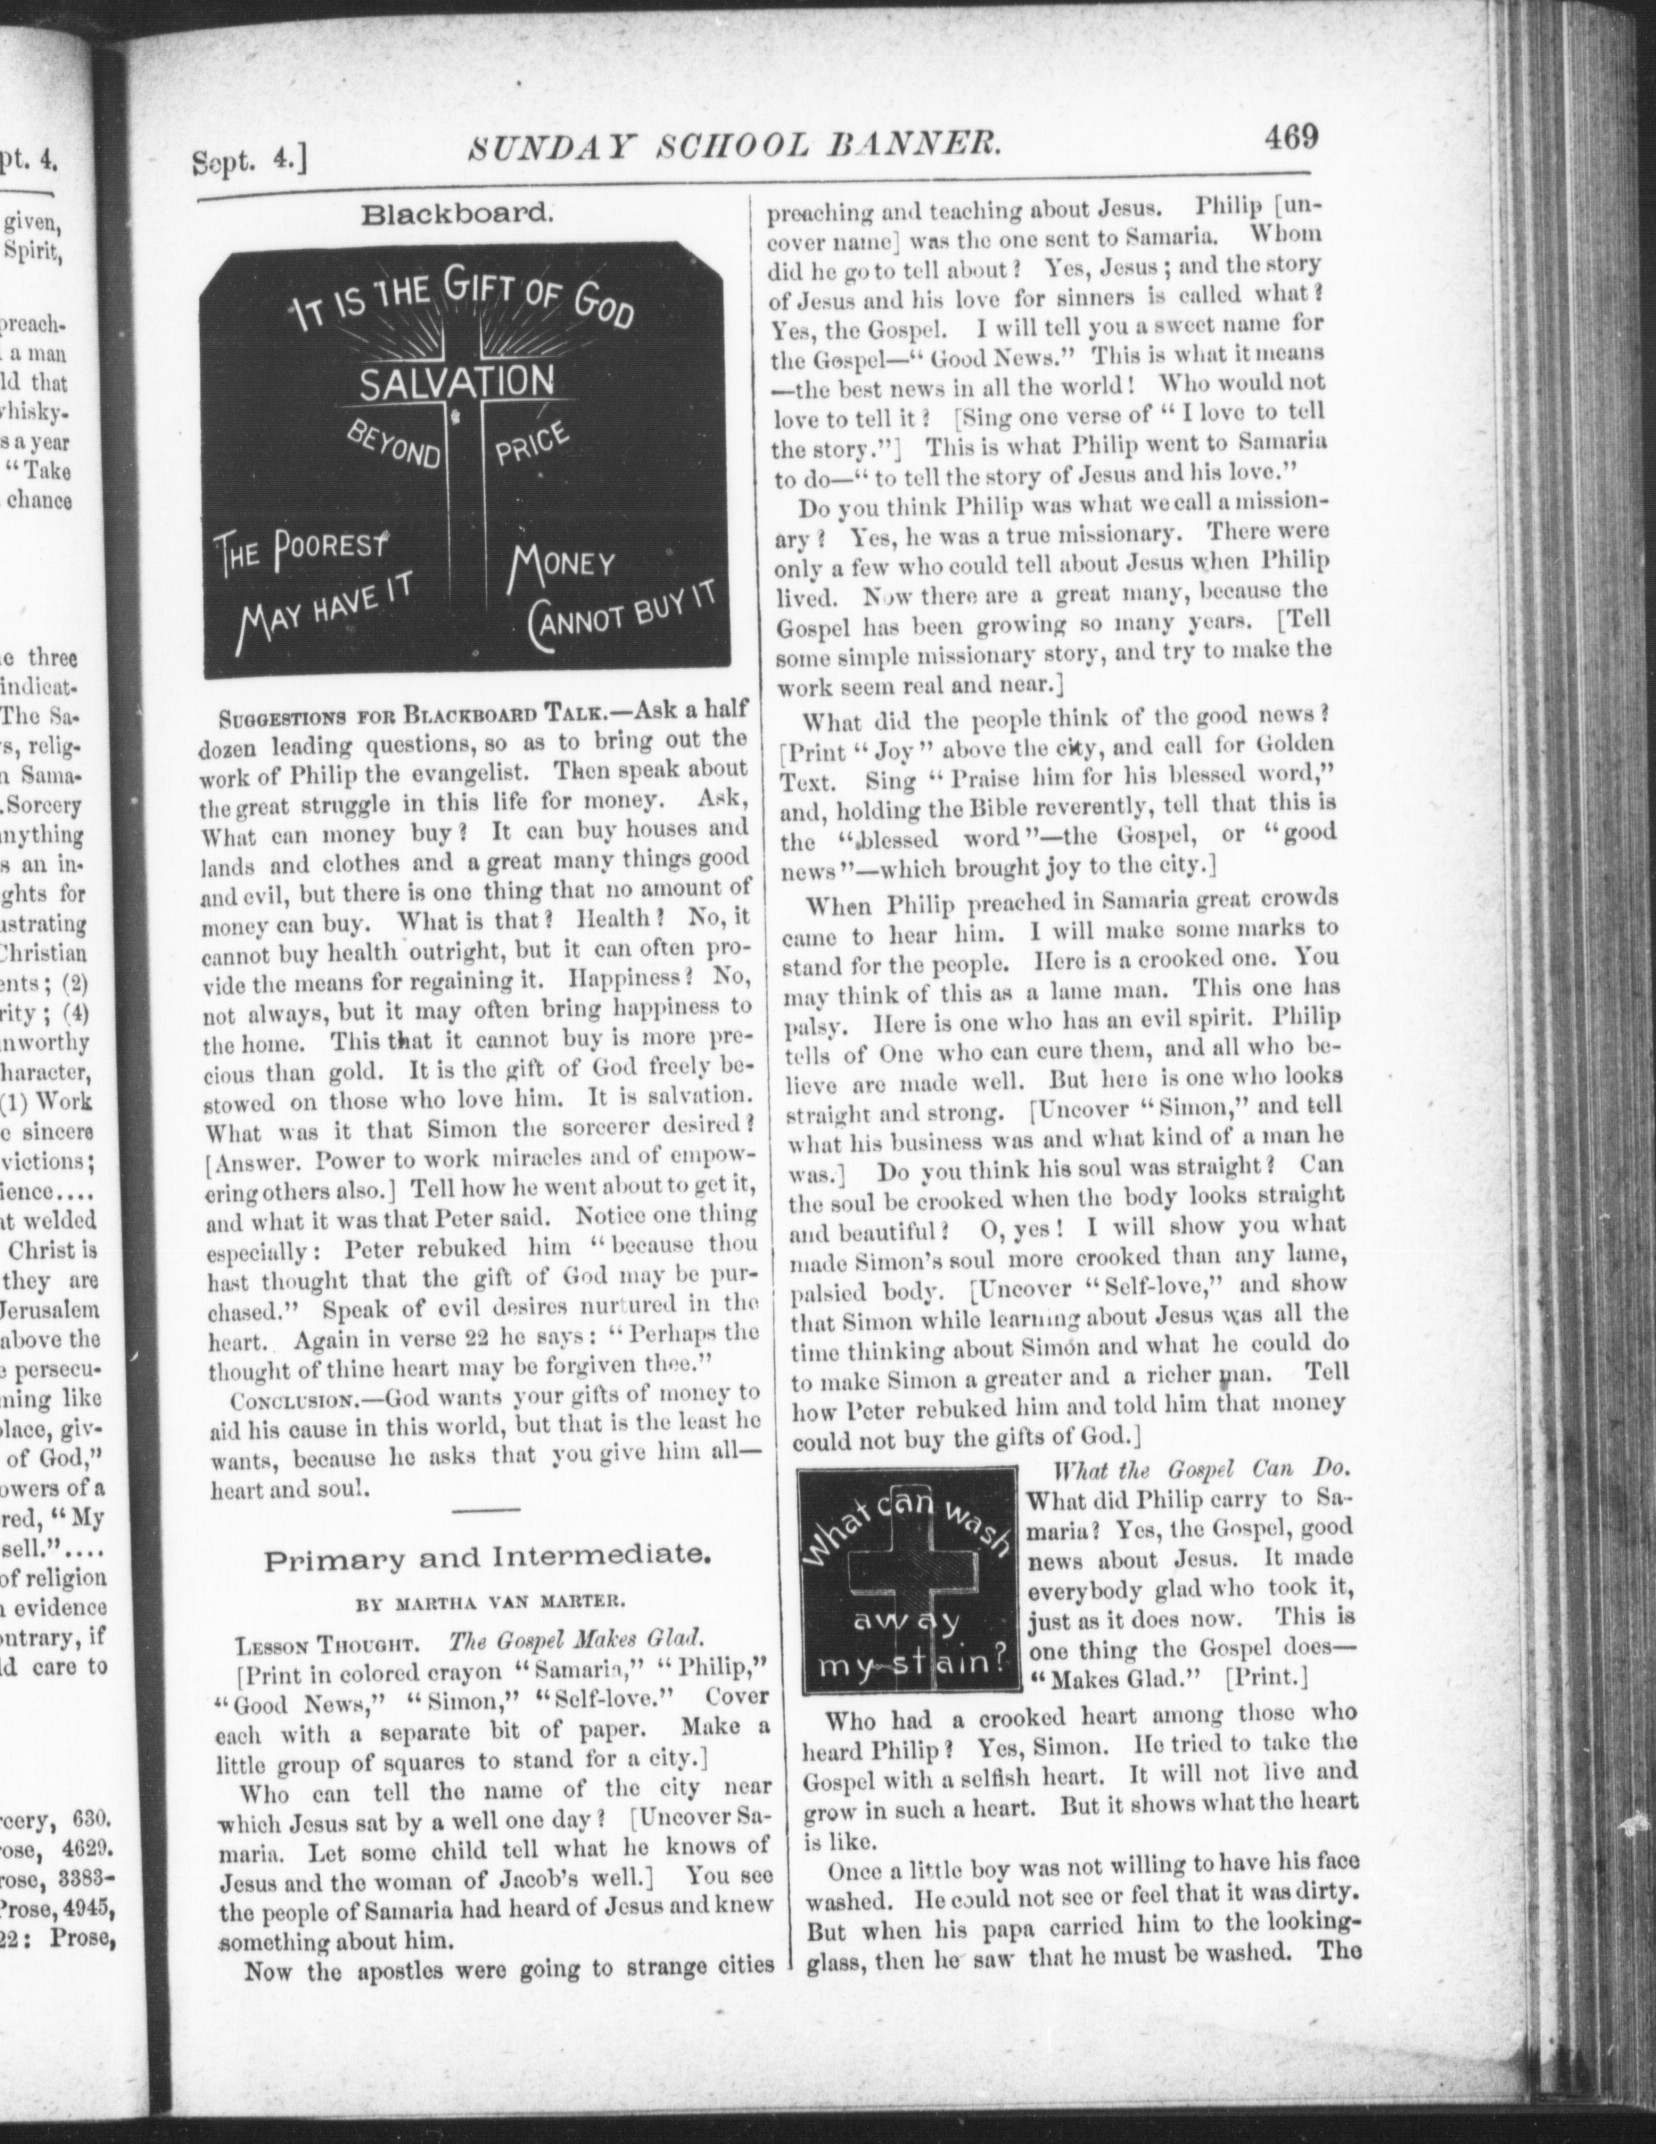 Sept. 4.]
SUNDAY SCHOOL BANNER.
469
pt. 4.
given,
Spirit,
preach-
a man
ld that
whisky-
s a year
"Take
chance
e three
indicat-
The Sa-
s, relig-
n Sama-
Sorcery
nything
s an in-
ghts for
ustrating
Christian
ents; (2)
rity; (4)
nworthy
haracter,
(1) Work
e sincere
victions;
ience....
at welded
Christ is
they are
Jerusalem
above the
e persecu-
ning like
place, giv-
of God,"
owers of a
red, "My
sell."....
of religion
n evidence
ontrary, if
ld care to
rcery, 630.
rose, 4629.
rose, 3383-
Prose, 4945,
22: Prose,
Blackboard.
IT IS THE GIFT OF GOD
SALVATION
BEYOND PRICE
THE POOREST
MAY HAVE IT
MONEY
CANNOT BUY IT
SUGGESTIONS FOR BLACKBOARD TALK.—Ask a half
dozen leading questions, so as to bring out the
work of Philip the evangelist. Then speak about
the great struggle in this life for money. Ask,
What can money buy? It can buy houses and
lands and clothes and a great many things good
and evil, but there is one thing that no amount of
money can buy. What is that? Health? No, it
cannot buy health outright, but it can often pro-
vide the means for regaining it. Happiness? No,
not always, but it may often bring happiness to
the home. This that it cannot buy is more pre-
cious than gold. It is the gift of God freely be-
stowed on those who love him. It is salvation.
What was it that Simon the sorcerer desired?
[Answer. Power to work miracles and of empow-
ering others also.] Tell how he went about to get it,
and what it was that Peter said. Notice one thing
especially: Peter rebuked him "because thou
hast thought that the gift of God may be pur-
chased." Speak of evil desires nurtured in the
heart. Again in verse 22 he says: "Perhaps the
thought of thine heart may be forgiven thee."
CONCLUSION.—God wants your gifts of money to
aid his cause in this world, but that is the least he
wants, because he asks that you give him all—
heart and soul.
Primary and Intermediate.
BY MARTHA VAN MARTER.
LESSON THOUGHT. The Gospel Makes Glad.
[Print in colored crayon "Samaria," "Philip,"
"Good News," "Simon," "Self-love." Cover
each with a separate bit of paper. Make a
little group of squares to stand for a city.]
Who can tell the name of the city near
which Jesus sat by a well one day? [Uncover Sa-
maria. Let some child tell what he knows of
Jesus and the woman of Jacob's well.] You see
the people of Samaria had heard of Jesus and knew
something about him.
Now the apostles were going to strange cities
preaching and teaching about Jesus. Philip [un-
cover name] was the one sent to Samaria. Whom
did he go to tell about? Yes, Jesus; and the story
of Jesus and his love for sinners is called what?
Yes, the Gospel. I will tell you a sweet name for
the Gospel—"Good News." This is what it means
—the best news in all the world! Who would not
love to tell it? [Sing one verse of "I love to tell
the story."] This is what Philip went to Samaria
to do—"to tell the story of Jesus and his love."
Do you think Philip was what we call a mission-
ary? Yes, he was a true missionary. There were
only a few who could tell about Jesus when Philip
lived. Now there are a great many, because the
Gospel has been growing so many years. [Tell
some simple missionary story, and try to make the
work seem real and near.]
What did the people think of the good news?
[Print "Joy" above the city, and call for Golden
Text. Sing "Praise him for his blessed word,"
and, holding the Bible reverently, tell that this is
the "blessed word"—the Gospel, or "good
news"—which brought joy to the city.]
When Philip preached in Samaria great crowds
came to hear him. I will make some marks to
stand for the people. Here is a crooked one. You
may think of this as a lame man. This one has
palsy. Here is one who has an evil spirit. Philip
tells of One who can cure them, and all who be-
lieve are made well. But here is one who looks
straight and strong. [Uncover "Simon," and tell
what his business was and what kind of a man he
was.] Do you think his soul was straight? Can
the soul be crooked when the body looks straight
and beautiful? O, yes! I will show you what
made Simon's soul more crooked than any lame,
palsied body. [Uncover "Self-love," and show
that Simon while learning about Jesus was all the
time thinking about Simon and what he could do
to make Simon a greater and a richer man. Tell
how Peter rebuked him and told him that money
could not buy the gifts of God.]
What can wash
away
my stain?
What the Gospel Can Do.
What did Philip carry to Sa-
maria? Yes, the Gospel, good
news about Jesus. It made
everybody glad who took it,
just as it does now. This is
one thing the Gospel does—
"Makes Glad." [Print.]
Who had a crooked heart among those who
heard Philip? Yes, Simon. He tried to take the
Gospel with a selfish heart. It will not live and
grow in such a heart. But it shows what the heart
is like.
Once a little boy was not willing to have his face
washed. He could not see or feel that it was dirty.
But when his papa carried him to the looking-
glass, then he saw that he must be washed. The